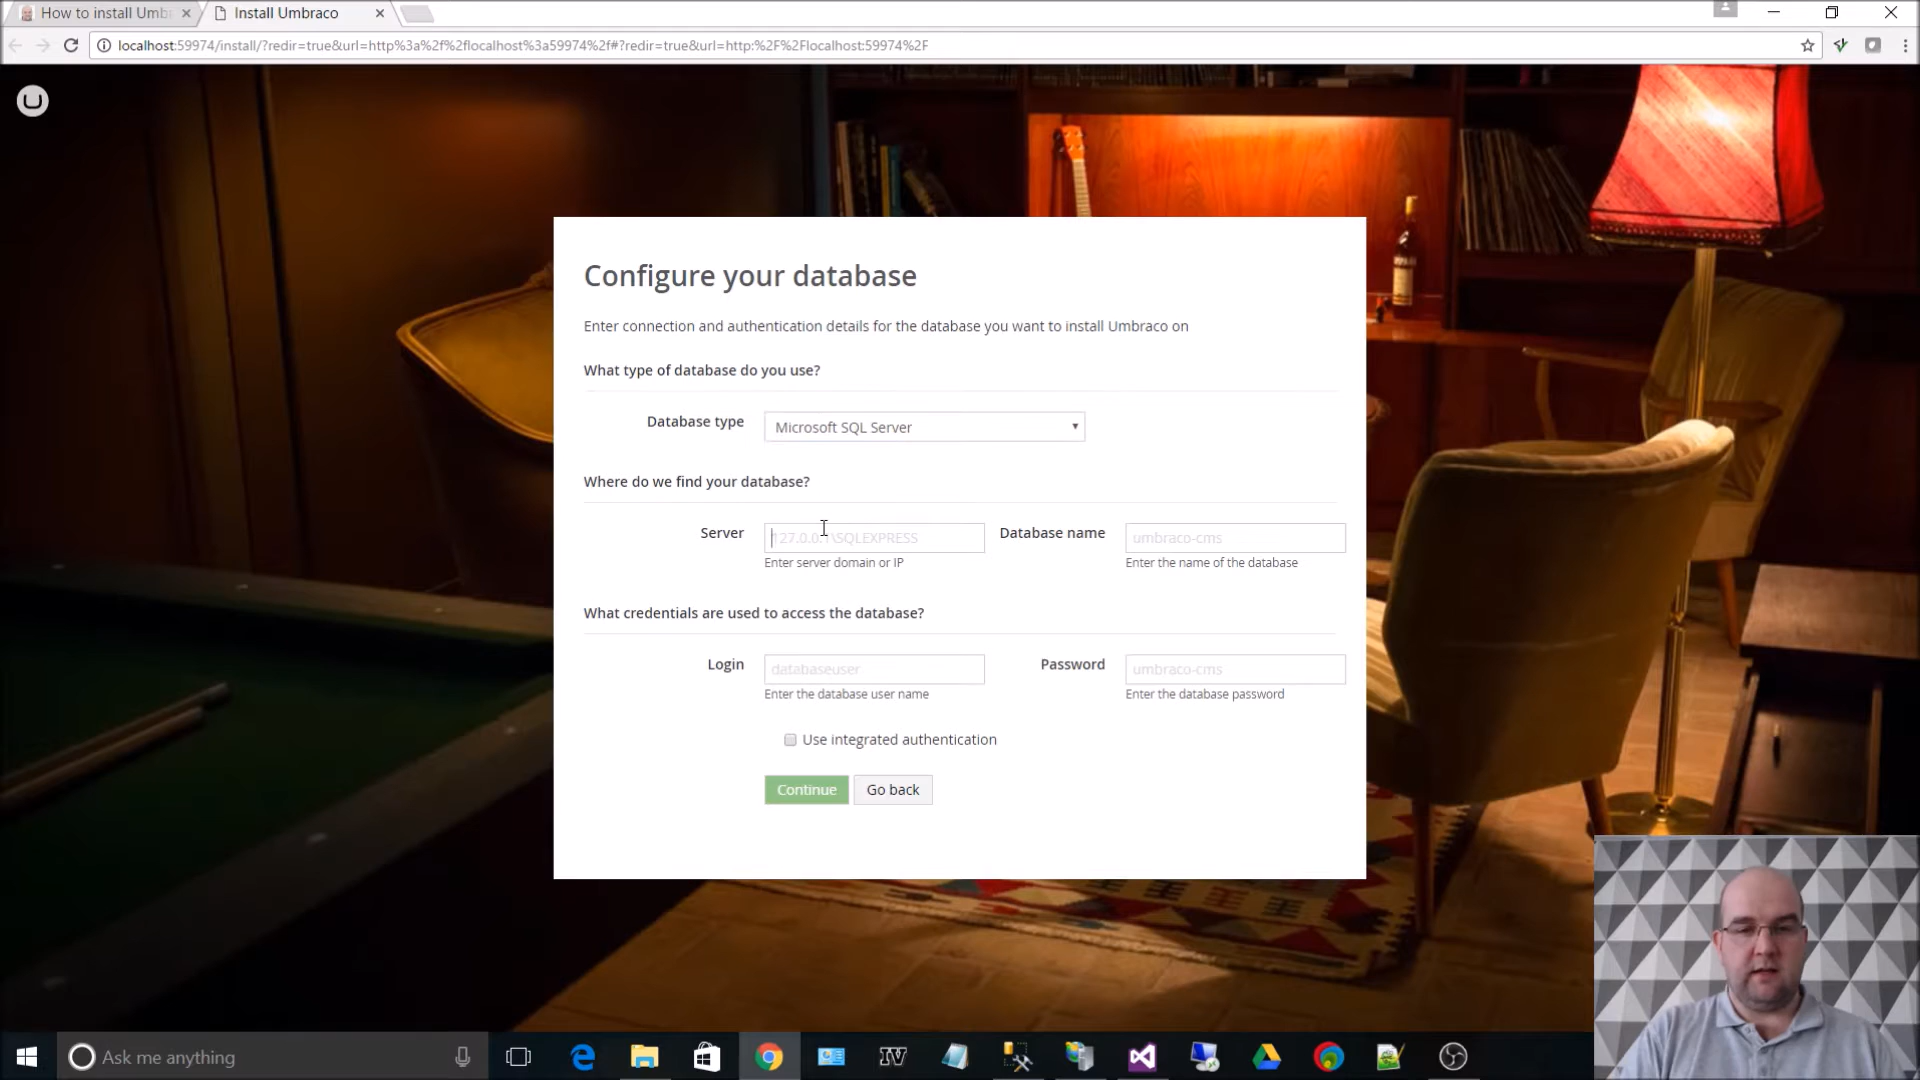 How to install Umb
Install Umbraco
localhost:59974/install/?redir=true&url=http%3a%2f%2flocalhost%3a59974%2f#?redir=true&url=http:%2F%2Flocalhost:59974%2F
Configure your database
Enter connection and authentication details for the database you want to install Umbraco on
What type of database do you use?
Database type
Microsoft SQL Server
Where do we find your database?
Server
127.0.0.1\SQLEXPRESS
Database name
umbraco-cms
Enter server domain or IP
Enter the name of the database
What credentials are used to access the database?
Login
databaseuser
Password
umbraco-cms
Enter the database user name
Enter the database password
Use integrated authentication
Continue
Go back
Ask me anything